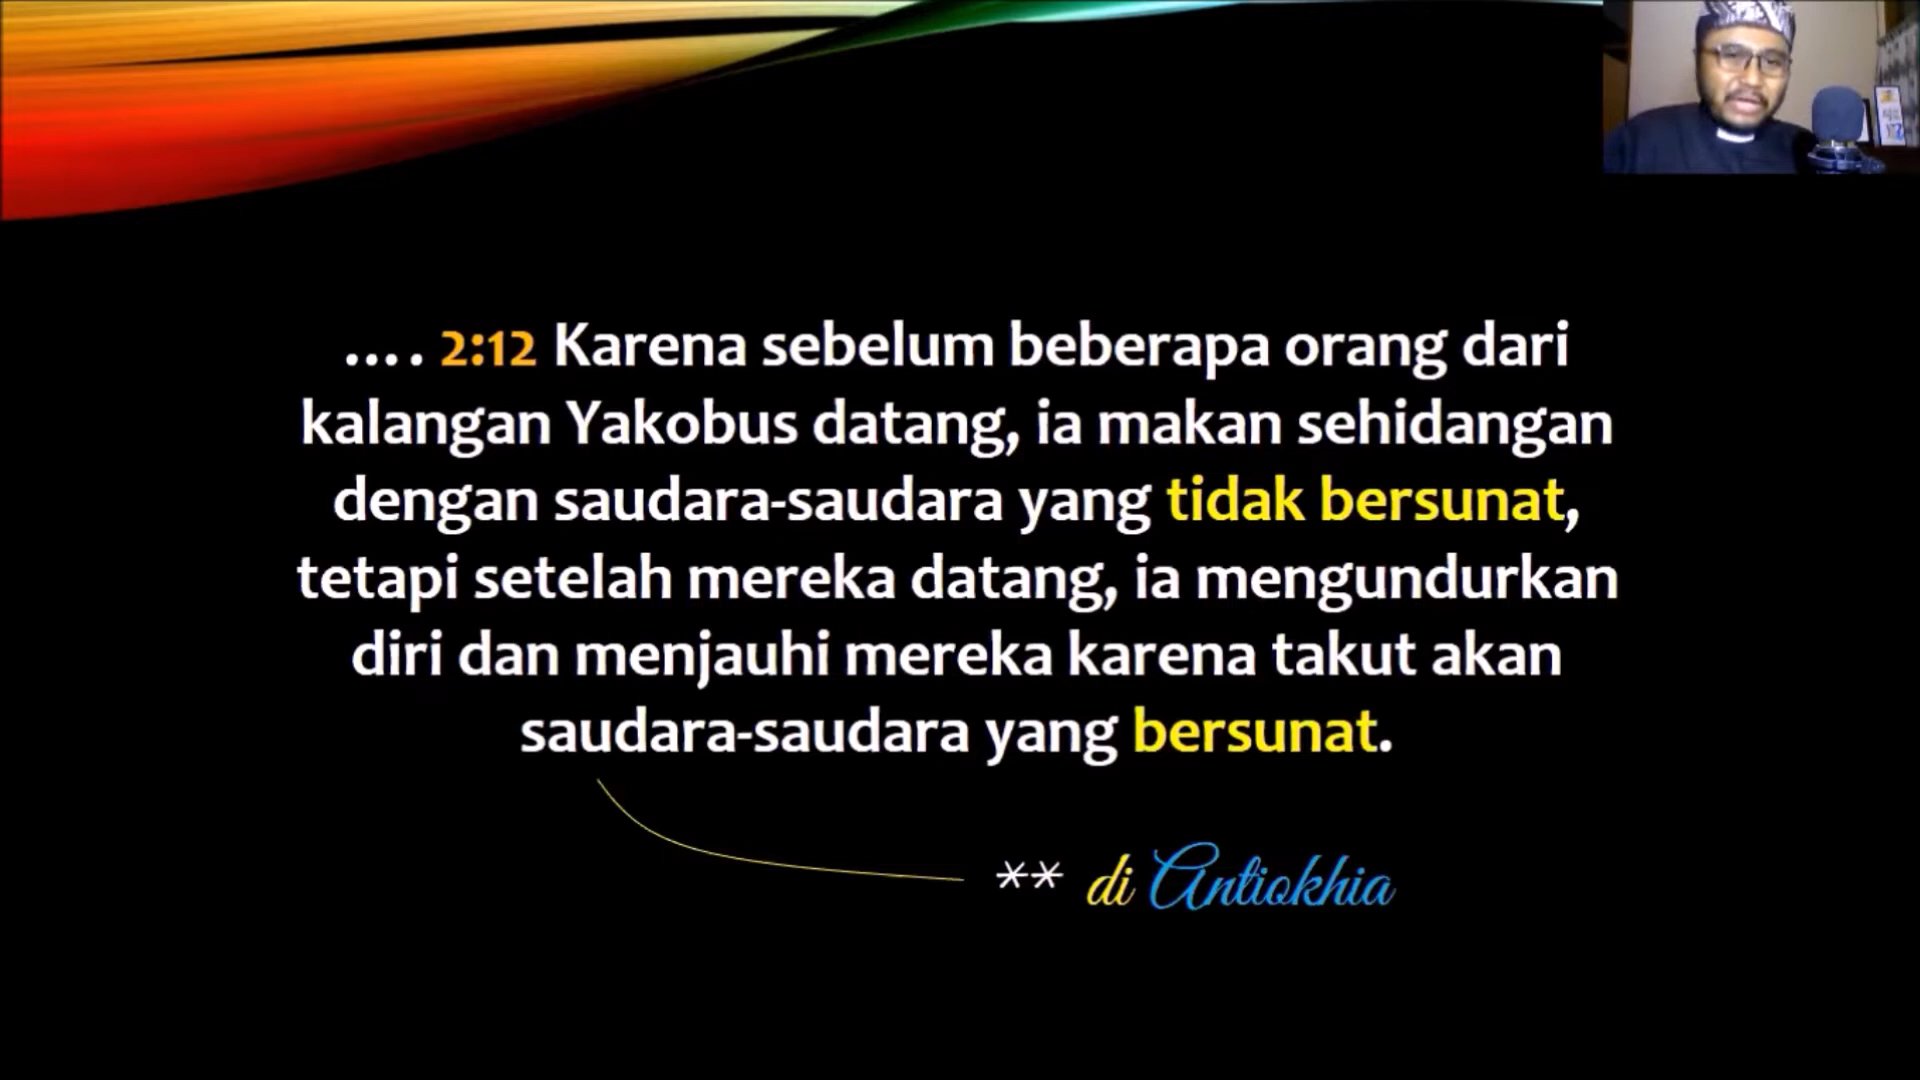 .... 2:12 Karena sebelum beberapa orang dari
kalangan Yakobus datang, ia makan sehidangan
dengan saudara-saudara yang tidak bersunat,
tetapi setelah mereka datang, ia mengundurkan
diri dan menjauhi mereka karena takut akan
saudara-saudara yang bersunat.
** di Antiokhia